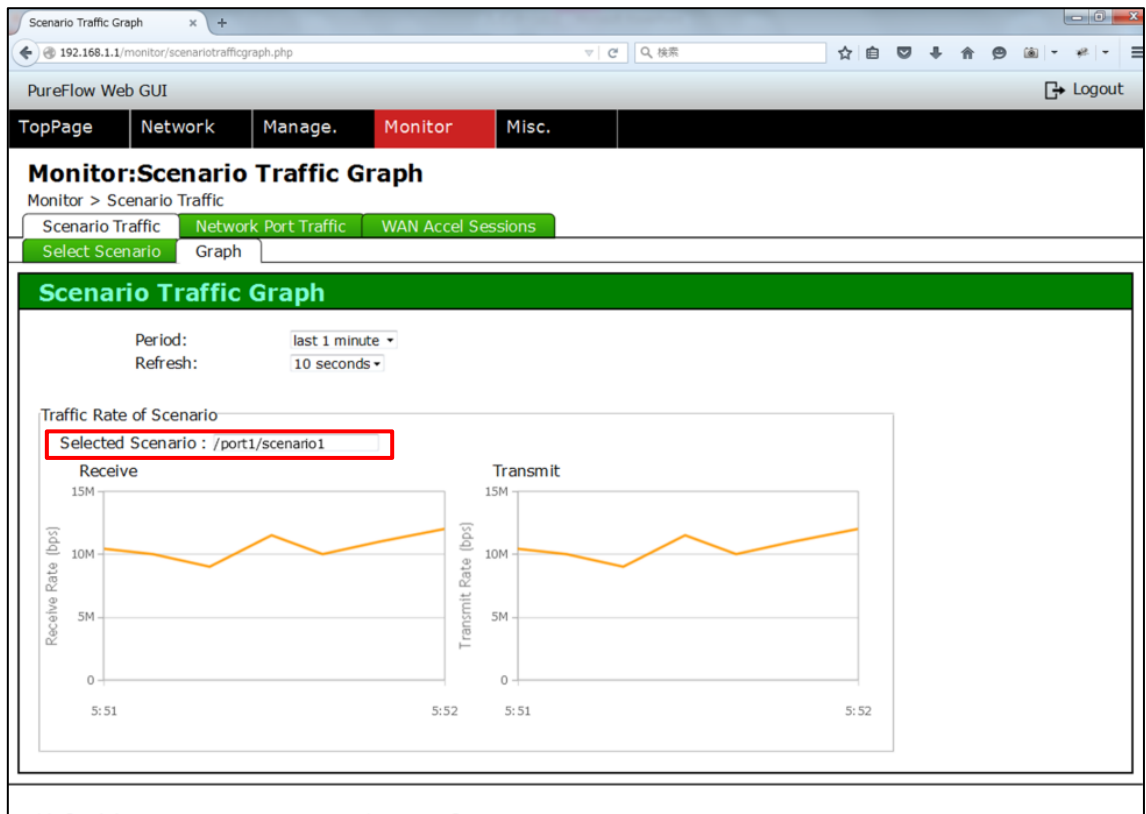 Scenario Traffic Graph
192.168.1.1/monitor/scenariotrafficgraph.php
検索
PureFlow Web GUI
Logout
TopPage Network Manage. Monitor Misc.
Monitor:Scenario Traffic Graph
Monitor > Scenario Traffic
Scenario Traffic Network Port Traffic WAN Accel Sessions
Select Scenario Graph
Scenario Traffic Graph
Period: last 1 minute
Refresh: 10 seconds
Traffic Rate of Scenario
Selected Scenario : /port1/scenario1
Receive
15M
10M
5M
0
Receive Rate (bps)
5:51 5:52
Transmit
15M
10M
5M
0
Transmit Rate (bps)
5:51 5:52